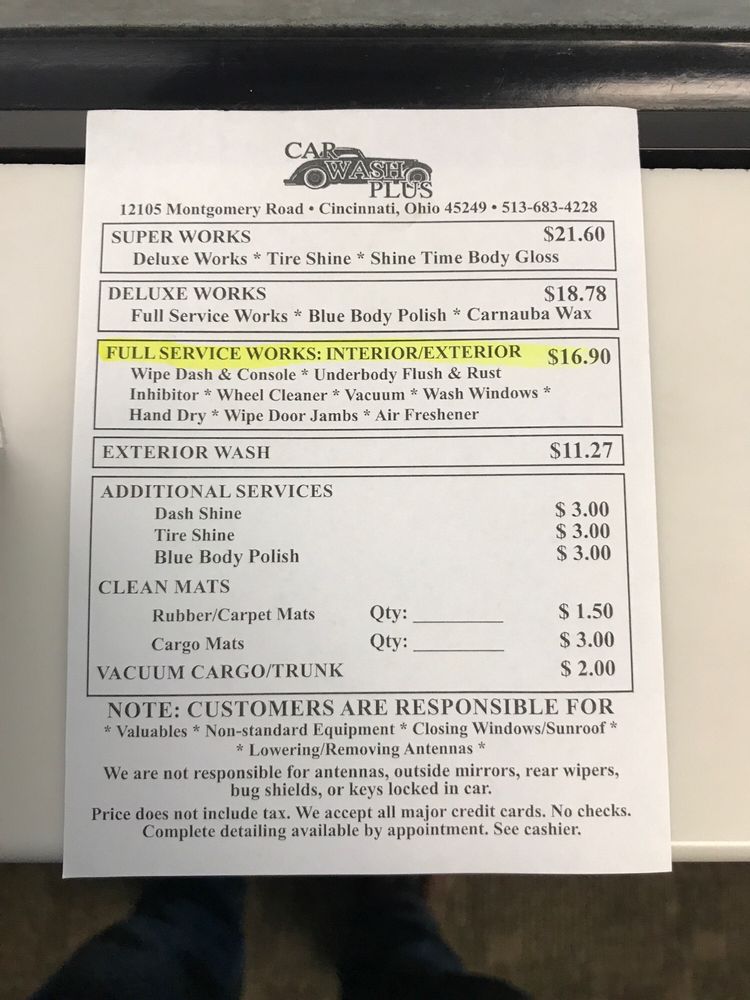 CAR
WASH
PLUS
12105 Montgomery Road • Cincinnati, Ohio 45249 • 513-683-4228
SUPER WORKS $21.60
Deluxe Works * Tire Shine * Shine Time Body Gloss
DELUXE WORKS $18.78
Full Service Works * Blue Body Polish * Carnauba Wax
FULL SERVICE WORKS: INTERIOR/EXTERIOR $16.90
Wipe Dash & Console * Underbody Flush & Rust
Inhibitor * Wheel Cleaner * Vacuum * Wash Windows *
Hand Dry * Wipe Door Jambs * Air Freshener
EXTERIOR WASH $11.27
ADDITIONAL SERVICES
Dash Shine $ 3.00
Tire Shine $ 3.00
Blue Body Polish $ 3.00
CLEAN MATS
Rubber/Carpet Mats Qty: __________ $ 1.50
Cargo Mats Qty: __________ $ 3.00
VACUUM CARGO/TRUNK $ 2.00
NOTE: CUSTOMERS ARE RESPONSIBLE FOR
* Valuables * Non-standard Equipment * Closing Windows/Sunroof *
* Lowering/Removing Antennas *
We are not responsible for antennas, outside mirrors, rear wipers,
bug shields, or keys locked in car.
Price does not include tax. We accept all major credit cards. No checks.
Complete detailing available by appointment. See cashier.